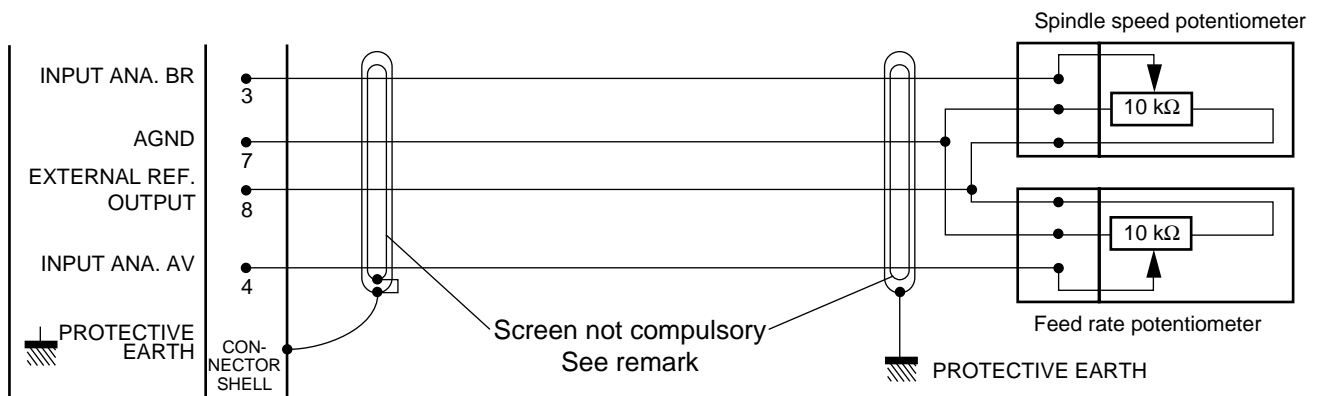 Spindle speed potentiometer
INPUT ANA. BR
3
10 kΩ
AGND
7
EXTERNAL REF.
OUTPUT
8
10 kΩ
INPUT ANA. AV
4
Feed rate potentiometer
Screen not compulsory
See remark
PROTECTIVE
EARTH
CON-
NECTOR
SHELL
PROTECTIVE EARTH